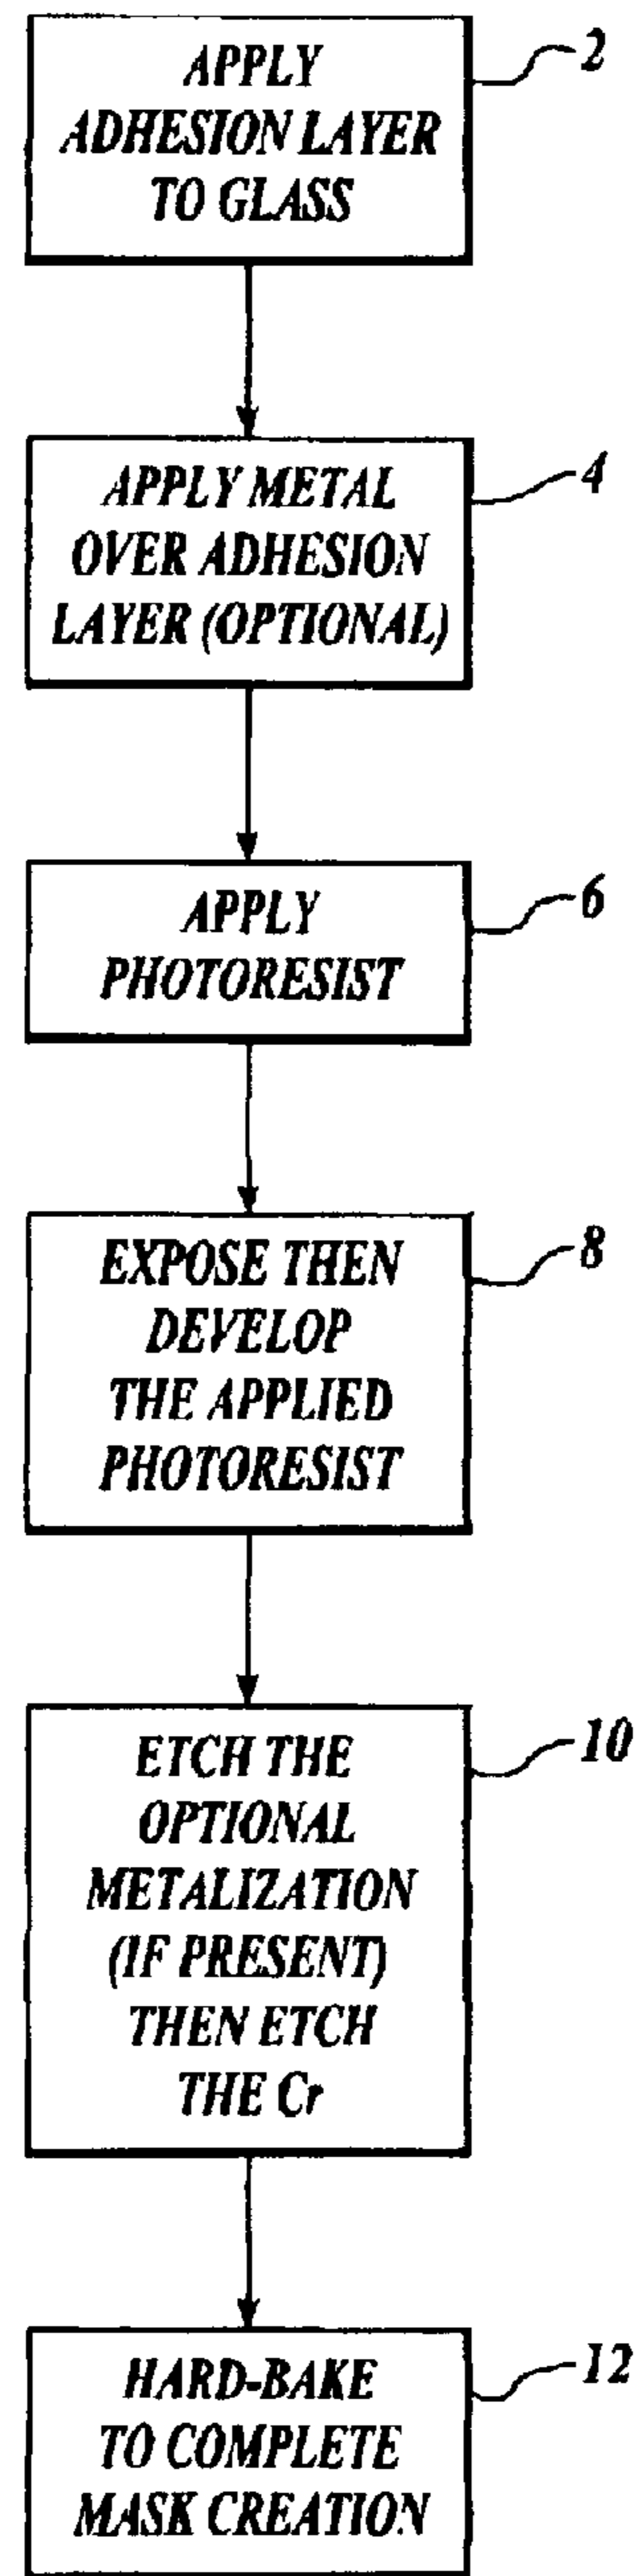 APPLY
ADHESION LAYER
TO GLASS
2
APPLY METAL
OVER ADHESION
LAYER (OPTIONAL)
4
APPLY
PHOTORESIST
6
EXPOSE THEN
DEVELOP
THE APPLIED
PHOTORESIST
8
ETCH THE
OPTIONAL
METALIZATION
(IF PRESENT)
THEN ETCH
THE Cr
10
HARD-BAKE
TO COMPLETE
MASK CREATION
12